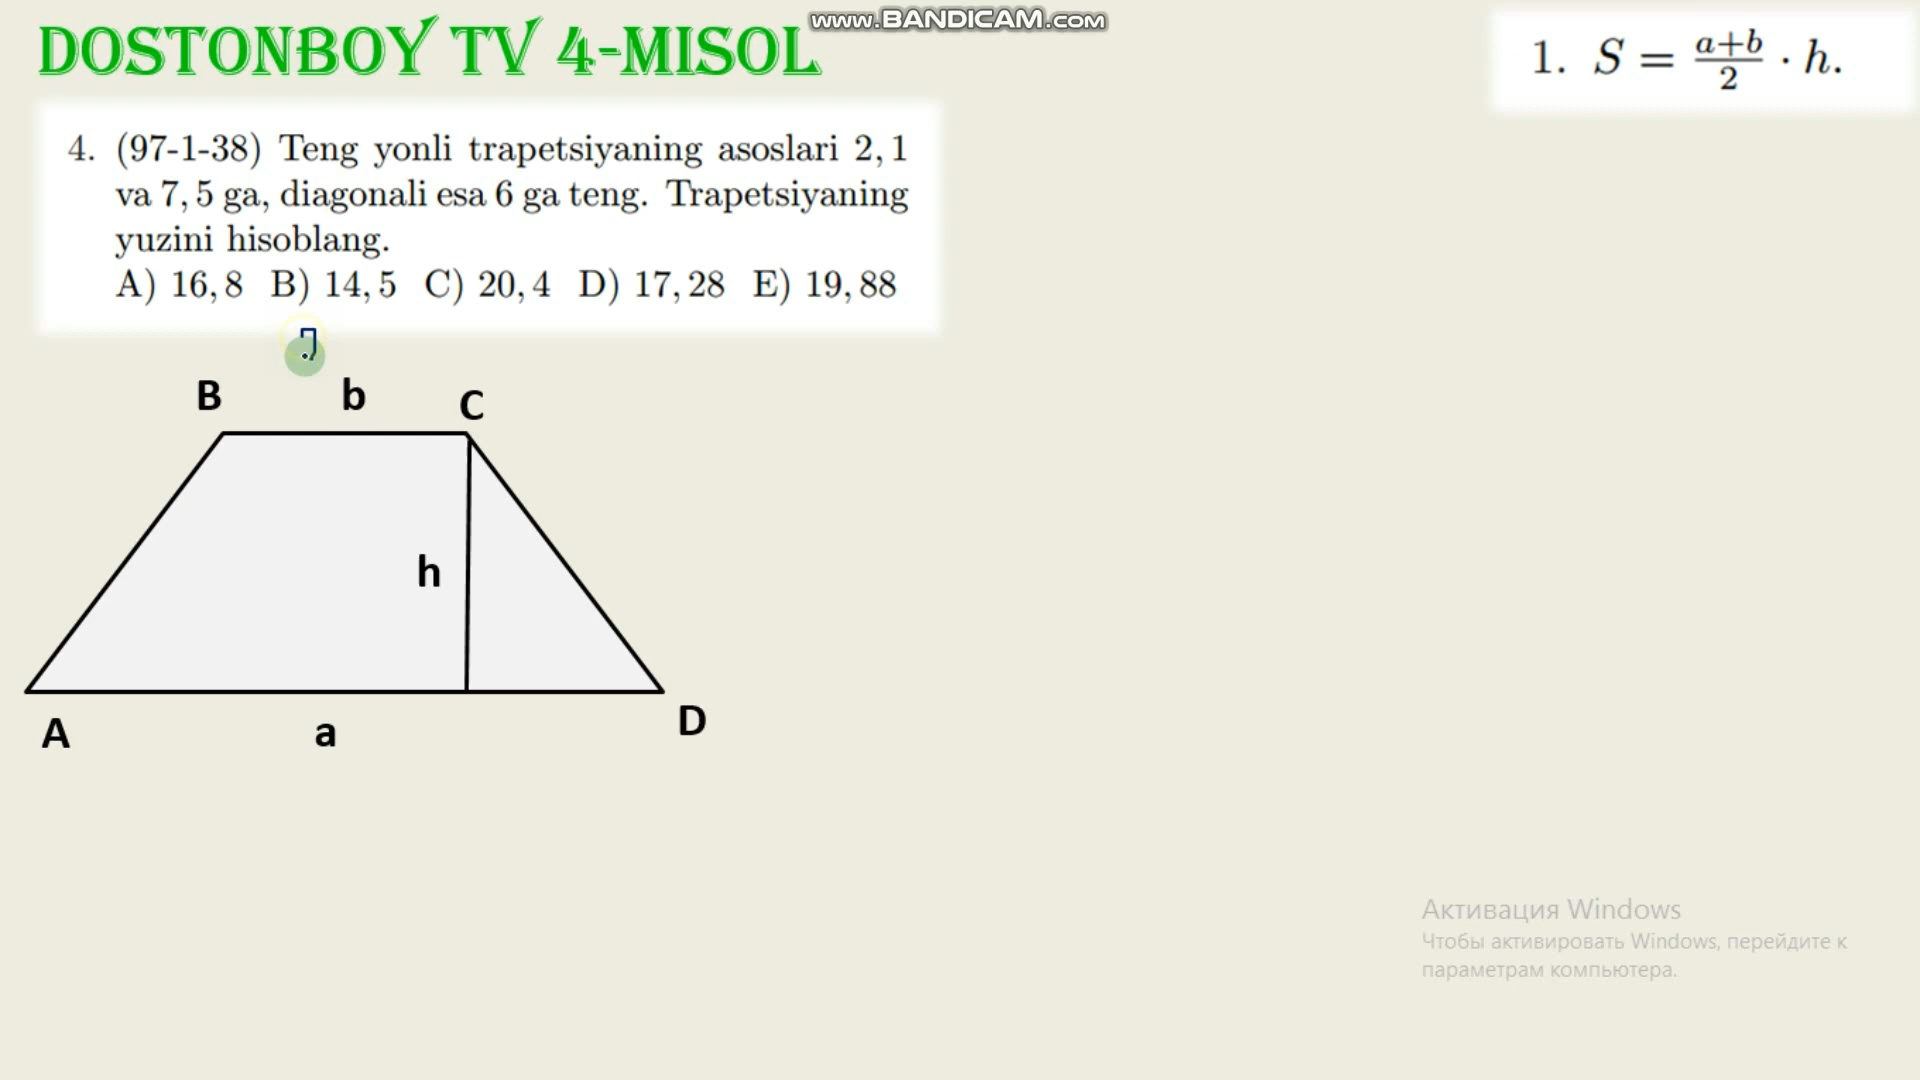 www.BANDICAM.com
DOSTONBOY TV 4-MISOL
1. S = \frac{a+b}{2} · h.
4. (97-1-38) Teng yonli trapetsiyaning asoslari 2, 1
va 7, 5 ga, diagonali esa 6 ga teng. Trapetsiyaning
yuzini hisoblang.
A) 16, 8 B) 14, 5 C) 20, 4 D) 17, 28 E) 19, 88
B b C
h
A a D
Активация Windows
Чтобы активировать Windows, перейдите к
параметрам компьютера.